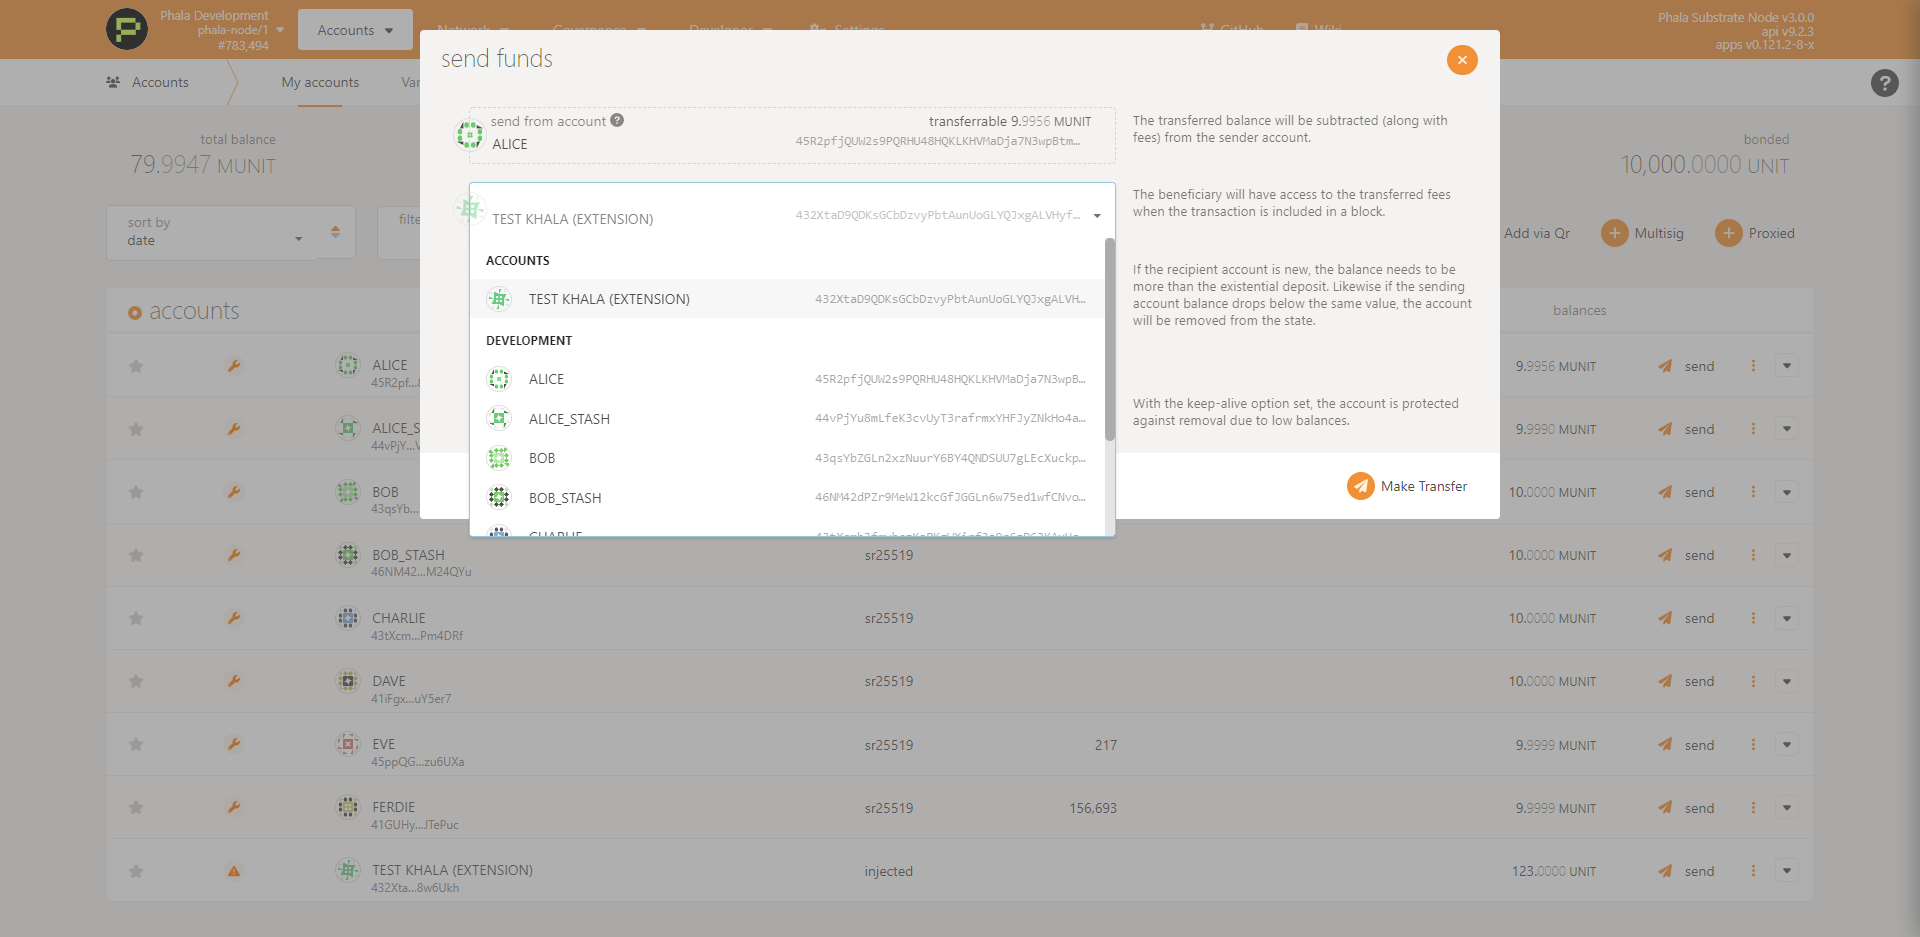 Phala Development
phala-node/1
#783,494
Accounts
Network
Governance
Developer
Settings
GitHub
Wiki
Phala Substrate Node v3.0.0
api v9.2.3
apps v0.121.2-8-x
Accounts
My accounts
Van
send funds
send from account
ALICE
transferrable 9.9956 MUNIT
45R2pfjQUW2s9PQRHU48HQKLKHVMaDja7N3wpBtm...
The transferred balance will be subtracted (along with
fees) from the sender account.
total balance
79.9947 MUNIT
bonded
10,000.0000 UNIT
TEST KHALA (EXTENSION)
432XtaD9QDKsGCbDzvyPbtAunUoGLYQJxgALVHyf...
The beneficiary will have access to the transferred fees
when the transaction is included in a block.
sort by
date
filte
Add via Qr
Multisig
Proxied
ACCOUNTS
TEST KHALA (EXTENSION)
432XtaD9QDKsGCbDzvyPbtAunUoGLYQJxgALVH...
If the recipient account is new, the balance needs to be
more than the existential deposit. Likewise if the sending
account balance drops below the same value, the account
will be removed from the state.
DEVELOPMENT
ALICE
45R2pfjQUW2s9PQRHU48HQKLKHVMaDja7N3wpB...
ALICE_STASH
44vPjYu8mLfeK3cvUyT3rafrmxYHFJyZNkHo4a...
BOB
43qsYbZGLn2xzNuurY6BY4QNDSUU7gLEcXuckp...
BOB_STASH
46NM42dPZr9MeW12kcGfJGGLn6w75ed1wfCNvo...
CHARLIE
With the keep-alive option set, the account is protected
against removal due to low balances.
Make Transfer
accounts
balances
ALICE
45R2pf...
9.9956 MUNIT
send
ALICE_S
44vPjY...
9.9990 MUNIT
send
BOB
43qsYb...
10.0000 MUNIT
send
BOB_STASH
46NM42...M24QYu
sr25519
10.0000 MUNIT
send
CHARLIE
43tXcm...Pm4DRf
sr25519
10.0000 MUNIT
send
DAVE
41iFgx...uY5er7
sr25519
10.0000 MUNIT
send
EVE
45ppQG...zu6UXa
sr25519
217
9.9999 MUNIT
send
FERDIE
41GUHy...JTePuc
sr25519
156,693
9.9999 MUNIT
send
TEST KHALA (EXTENSION)
432Xta...8w6Ukh
injected
123.0000 UNIT
send